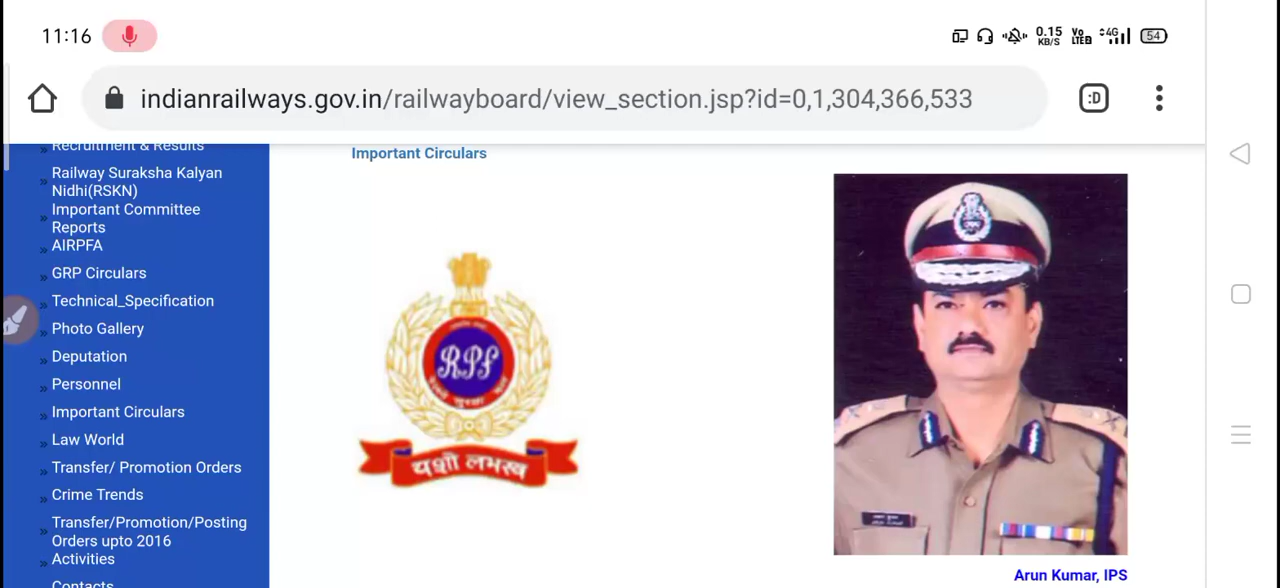 11:16
0.15
KB/S
Vo
LTE2
4G
54
indianrailways.gov.in/railwayboard/view_section.jsp?id=0,1,304,366,533
:D
Recruitment & Results
Railway Suraksha Kalyan
Nidhi(RSKN)
Important Committee
Reports
AIRPFA
GRP Circulars
Technical_Specification
Photo Gallery
Deputation
Personnel
Important Circulars
Law World
Transfer/ Promotion Orders
Crime Trends
Transfer/Promotion/Posting
Orders upto 2016
Activities
Contacts
Important Circulars
RPF
यशो लभस्व
Arun Kumar, IPS